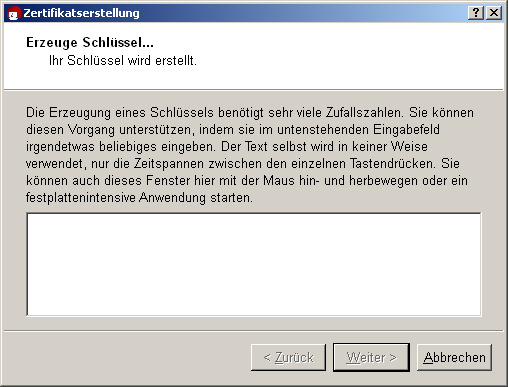 Zertifikatserstellung
Erzeuge Schlüssel...
Ihr Schlüssel wird erstellt.
Die Erzeugung eines Schlüssels benötigt sehr viele Zufallszahlen. Sie können
diesen Vorgang unterstützen, indem sie im untenstehenden Eingabefeld
irgendetwas beliebiges eingeben. Der Text selbst wird in keiner Weise
verwendet, nur die Zeitspannen zwischen den einzelnen Tastendrücken. Sie
können auch dieses Fenster hier mit der Maus hin- und herbewegen oder ein
festplattenintensive Anwendung starten.
< Zurück Weiter > Abbrechen